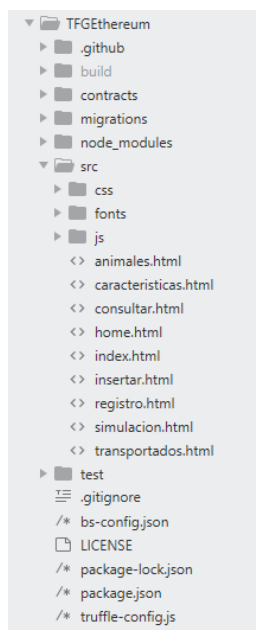 TFGEthereum
.github
build
contracts
migrations
node_modules
src
css
fonts
js
<> animales.html
<> caracteristicas.html
<> consultar.html
<> home.html
<> index.html
<> insertar.html
<> registro.html
<> simulacion.html
<> transportados.html
test
.gitignore
/* bs-config.json
LICENSE
/* package-lock.json
/* package.json
/* truffle-config.js